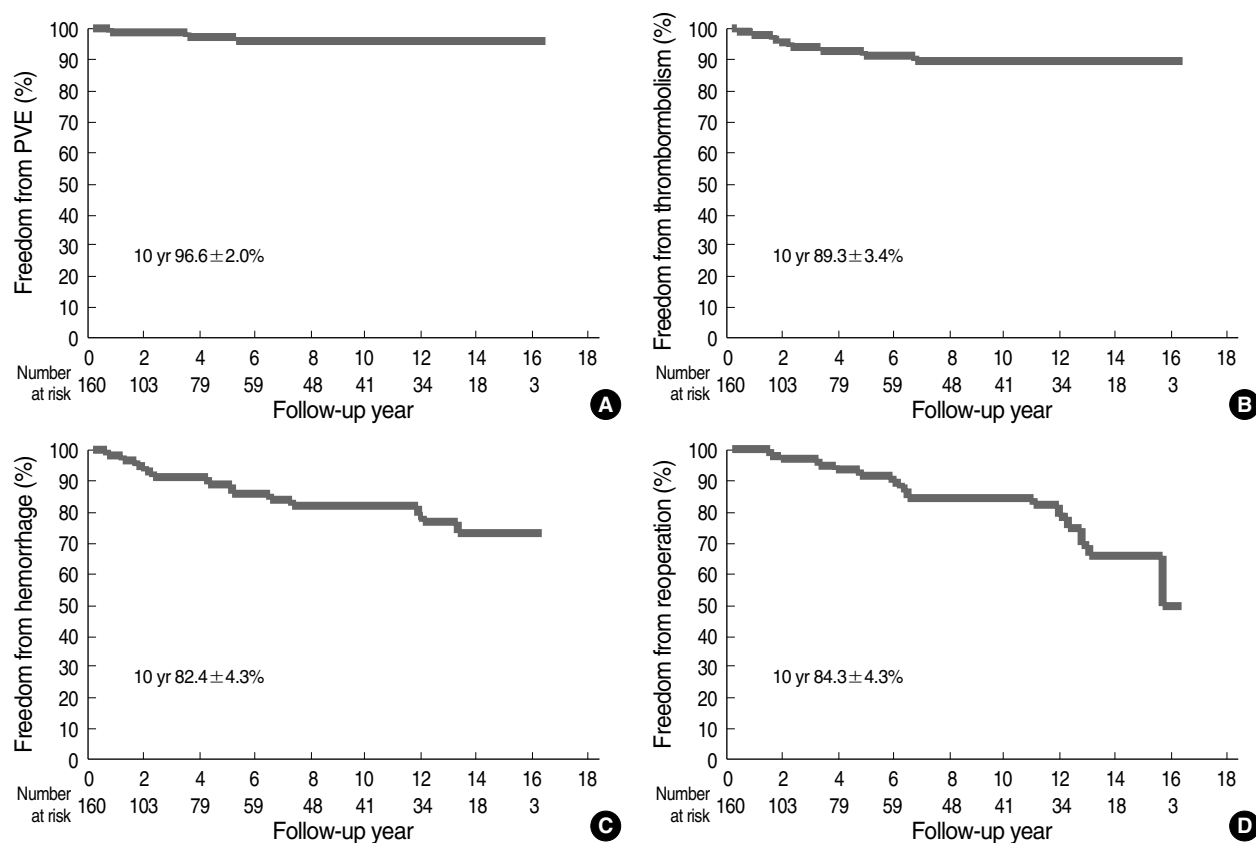 Freedom from PVE (%)
100
90
80
70
60
50
40
30
20
10
0
10 yr 96.6±2.0%
0 2 4 6 8 10 12 14 16 18
Number at risk 160 103 79 59 48 41 34 18 3
Follow-up year
A
Freedom from thrombormbolism (%)
100
90
80
70
60
50
40
30
20
10
0
10 yr 89.3±3.4%
0 2 4 6 8 10 12 14 16 18
Number at risk 160 103 79 59 48 41 34 18 3
Follow-up year
B
Freedom from hemorrhage (%)
100
90
80
70
60
50
40
30
20
10
0
10 yr 82.4±4.3%
0 2 4 6 8 10 12 14 16 18
Number at risk 160 103 79 59 48 41 34 18 3
Follow-up year
C
Freedom from reoperation (%)
100
90
80
70
60
50
40
30
20
10
0
10 yr 84.3±4.3%
0 2 4 6 8 10 12 14 16 18
Number at risk 160 103 79 59 48 41 34 18 3
Follow-up year
D